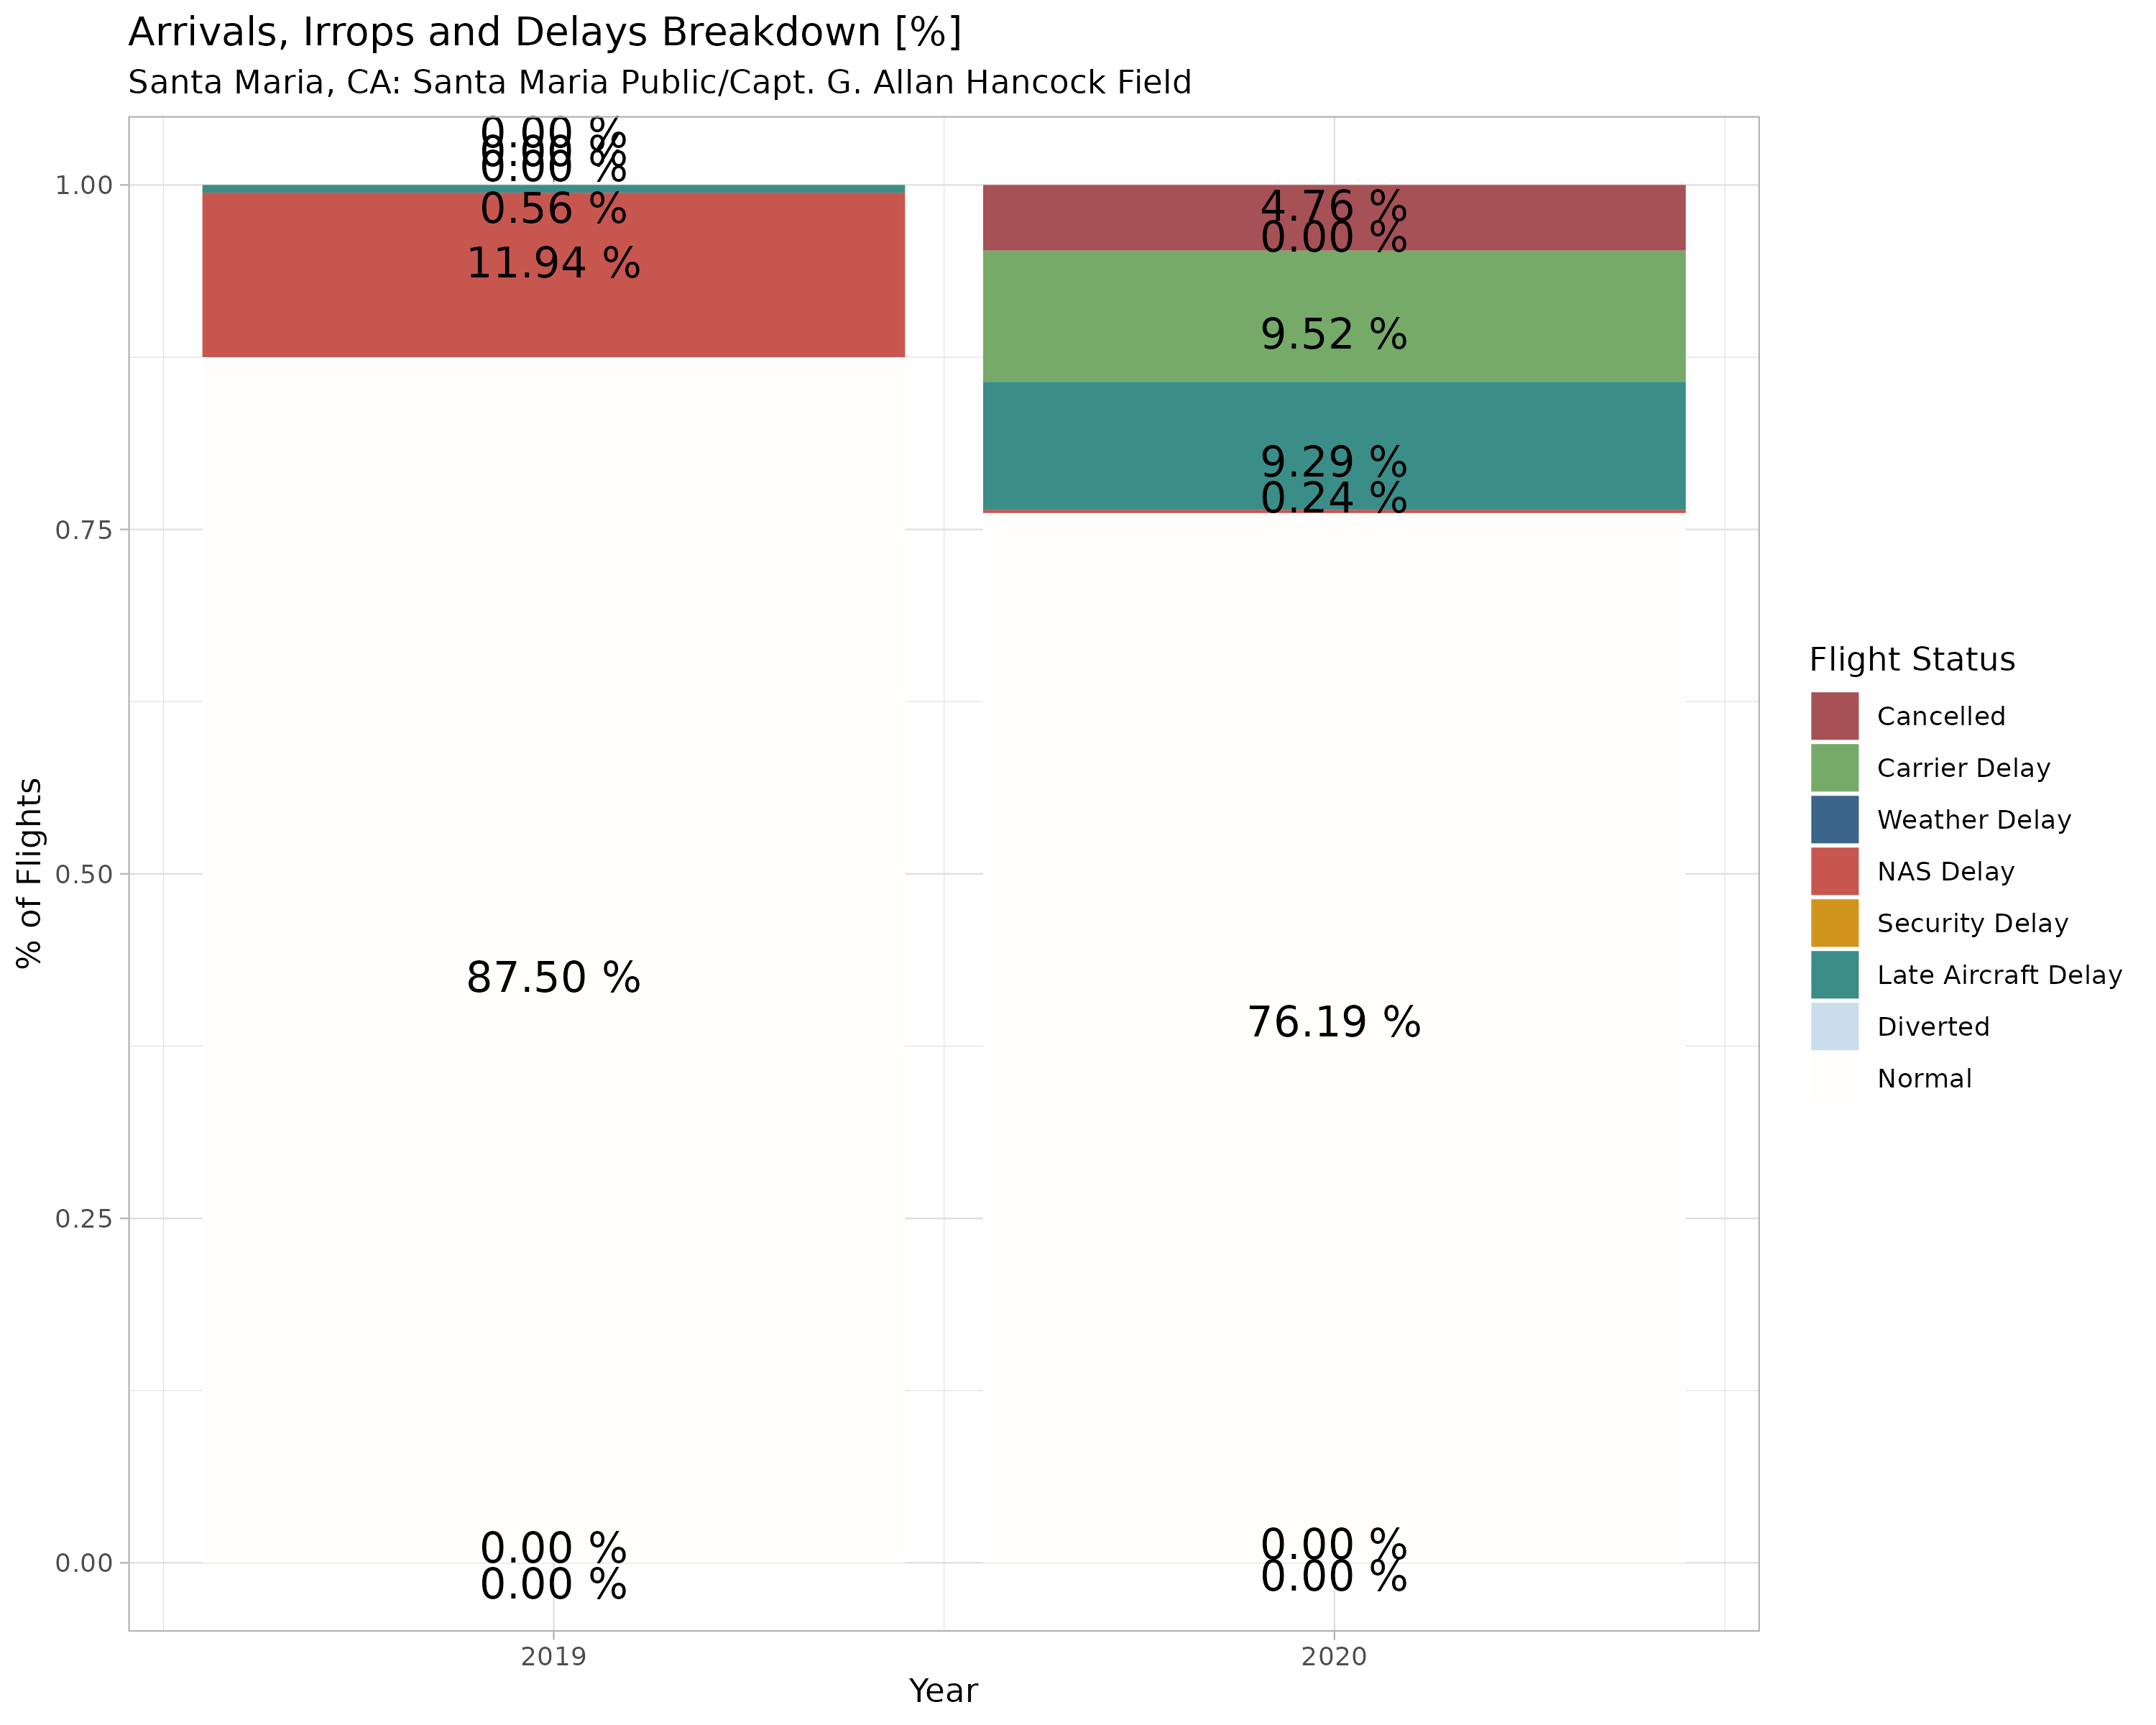 Arrivals, Irrops and Delays Breakdown [%]
Santa Maria, CA: Santa Maria Public/Capt. G. Allan Hancock Field
% of Flights
1.00
0.75
0.50
0.25
0.00
0.00 %
0.00 %
0.56 %
11.94 %
87.50 %
0.00 %
0.00 %
4.76 %
0.00 %
9.52 %
9.29 %
0.24 %
76.19 %
0.00 %
0.00 %
2019
2020
Year
Flight Status
Cancelled
Carrier Delay
Weather Delay
NAS Delay
Security Delay
Late Aircraft Delay
Diverted
Normal